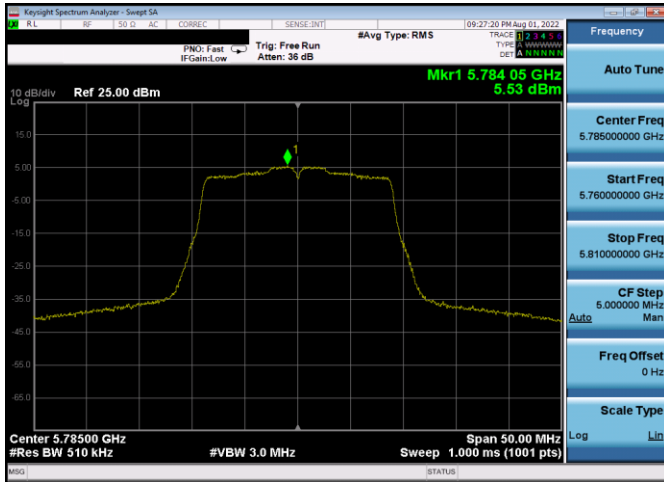 Keysight Spectrum Analyzer - Swept SA
RL RF 50 Ω AC CORREC SENSE:INT 09:27:20 PM Aug 01, 2022
#Avg Type: RMS
TRACE 1 2 3 4 5 6
PNO: Fast Trig: Free Run TYPE A WWWWW
IFGain:Low Atten: 36 dB DET A NNNNN
Mkr1 5.784 05 GHz
5.53 dBm
10 dB/div Ref 25.00 dBm
Log
1
15.0
5.00
-5.00
-15.0
-25.0
-35.0
-45.0
-55.0
-65.0
Center 5.78500 GHz Span 50.00 MHz
#Res BW 510 kHz #VBW 3.0 MHz Sweep 1.000 ms (1001 pts)
MSG STATUS
Frequency
Auto Tune
Center Freq
5.785000000 GHz
Start Freq
5.760000000 GHz
Stop Freq
5.810000000 GHz
CF Step
5.000000 MHz
Auto Man
Freq Offset
0 Hz
Scale Type
Log Lin